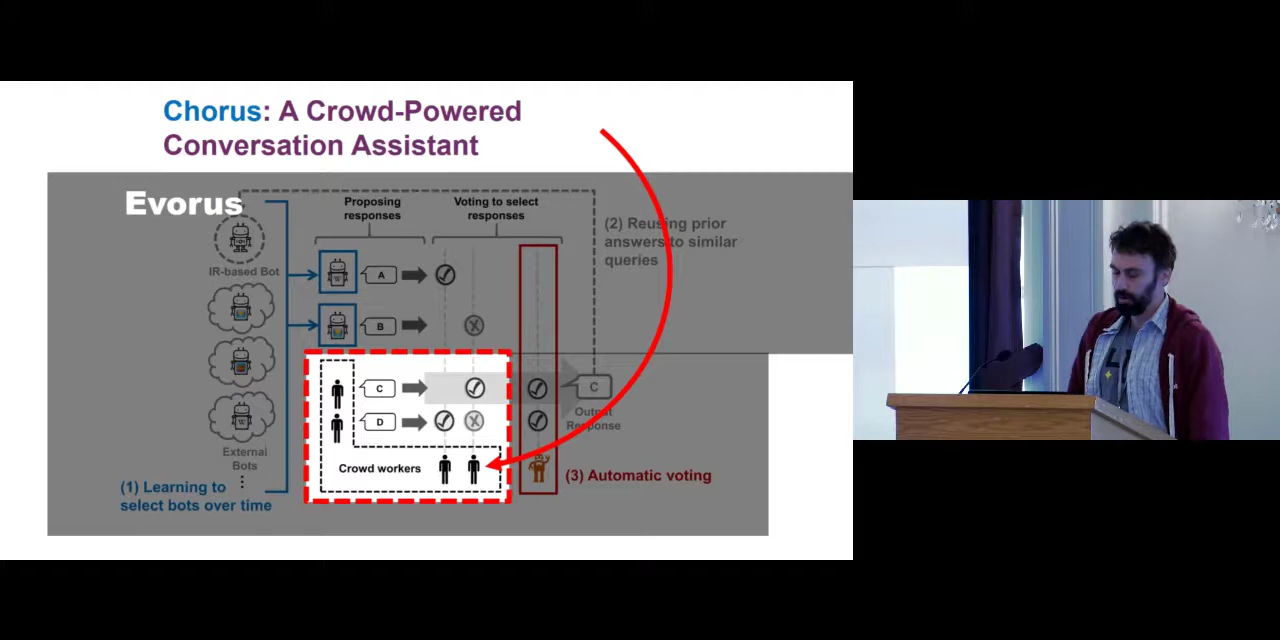 Chorus: A Crowd-Powered
Conversation Assistant
Evorus
Proposing
responses
Voting to select
responses
(2) Reusing prior
answers to similar
queries
IR-based Bot
A
B
C
C
D
Output
Response
External
Bots
Crowd workers
(3) Automatic voting
(1) Learning to
select bots over time